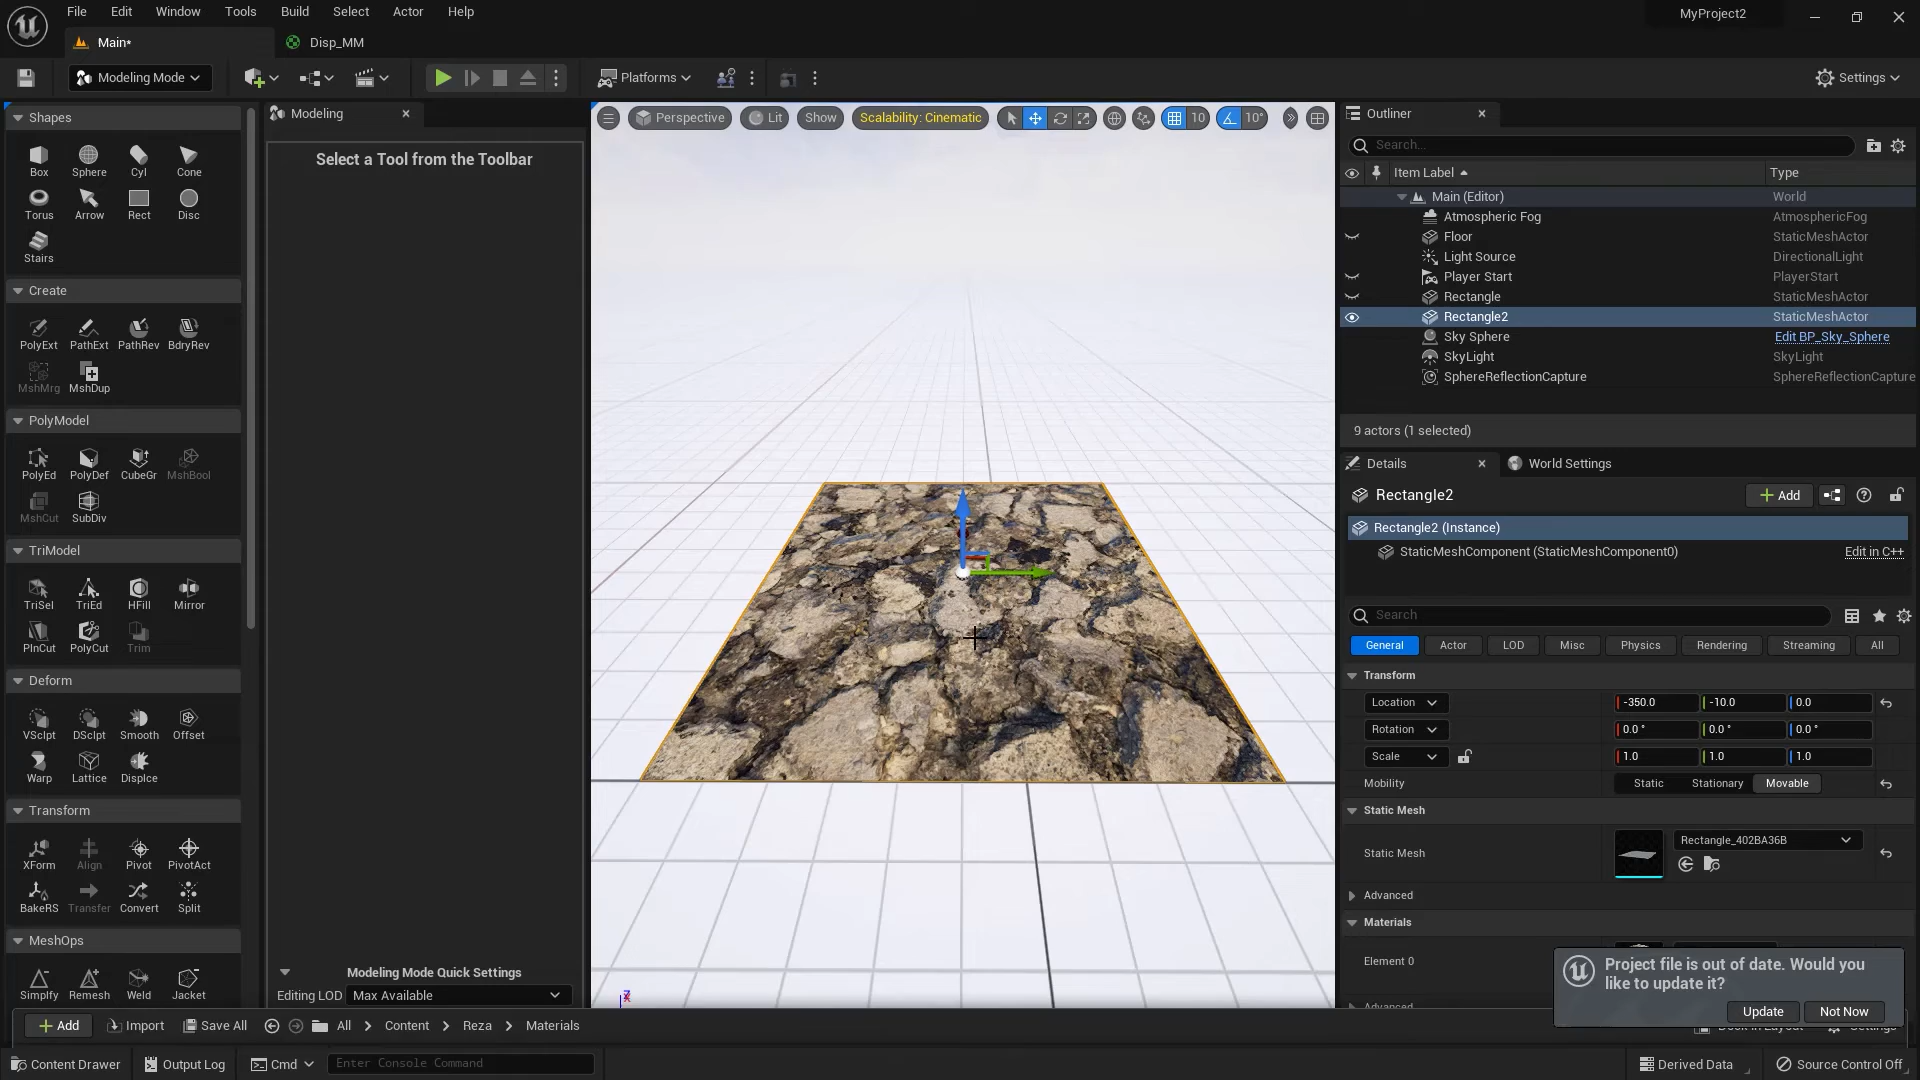 File Edit Window Tools Build Select Actor Help
MyProject2
Main*
Disp_MM
Modeling Mode
Platforms
Settings
Shapes
Box Sphere Cyl Cone
Torus Arrow Rect Disc
Stairs
Create
PolyExt PathExt PathRev BdryRev
MshMrg MshDup
PolyModel
PolyEd PolyDef CubeGr MshBool
MshCut SubDiv
TriModel
TriSel TriEd HFill Mirror
PlnCut PolyCut Trim
Deform
VSclpt DSclpt Smooth Offset
Warp Lattice Displce
Transform
XForm Align Pivot PivotAct
BakeRS Transfer Convert Split
MeshOps
Simplfy Remesh Weld Jacket
Modeling
Select a Tool from the Toolbar
Modeling Mode Quick Settings
Editing LOD Max Available
Perspective Lit Show Scalability: Cinematic 10 10°
Z
Outliner
Search...
Item Label Type
Main (Editor) World
Atmospheric Fog AtmosphericFog
Floor StaticMeshActor
Light Source DirectionalLight
Player Start PlayerStart
Rectangle StaticMeshActor
Rectangle2 StaticMeshActor
Sky Sphere Edit BP_Sky_Sphere
SkyLight SkyLight
SphereReflectionCapture SphereReflectionCapture
9 actors (1 selected)
Details
World Settings
Rectangle2
Add
Rectangle2 (Instance)
StaticMeshComponent (StaticMeshComponent0) Edit in C++
Search
General Actor LOD Misc Physics Rendering Streaming All
Transform
Location -350.0 -10.0 0.0
Rotation 0.0° 0.0° 0.0°
Scale 1.0 1.0 1.0
Mobility Static Stationary Movable
Static Mesh
Static Mesh Rectangle_402BA36B
Advanced
Materials
Element 0
Project file is out of date. Would you
like to update it?
Update Not Now
Add Import Save All All Content Reza Materials
Content Drawer Output Log Cmd Enter Console Command
Derived Data Source Control Off